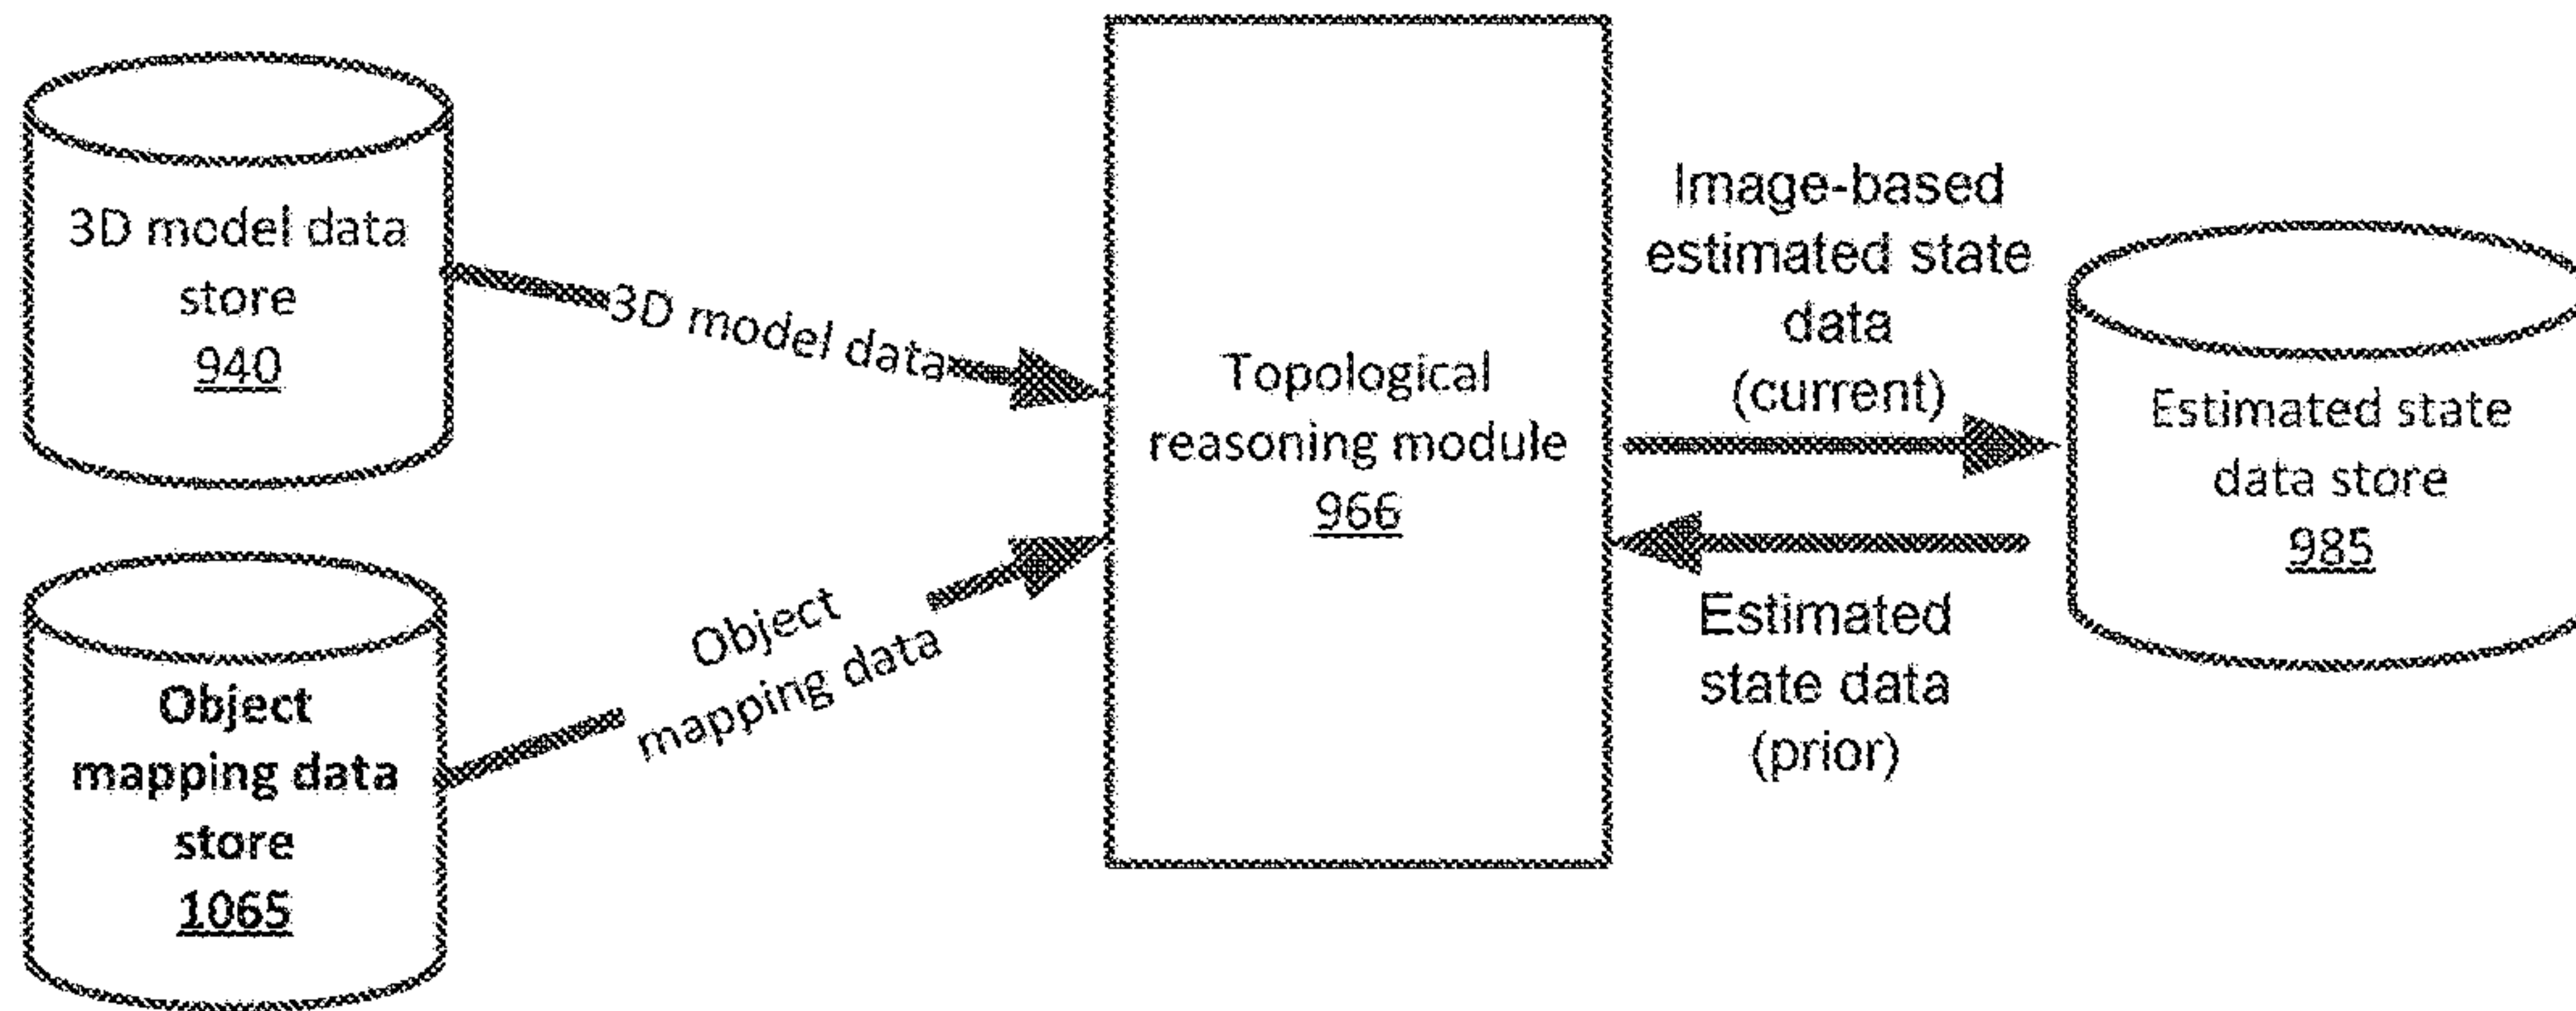 3D model data
store
940
3D model data
Object
mapping data
store
1065
Object
mapping data
Topological
reasoning module
966
Image-based
estimated state
data
(current)
Estimated
state data
(prior)
Estimated state
data store
985